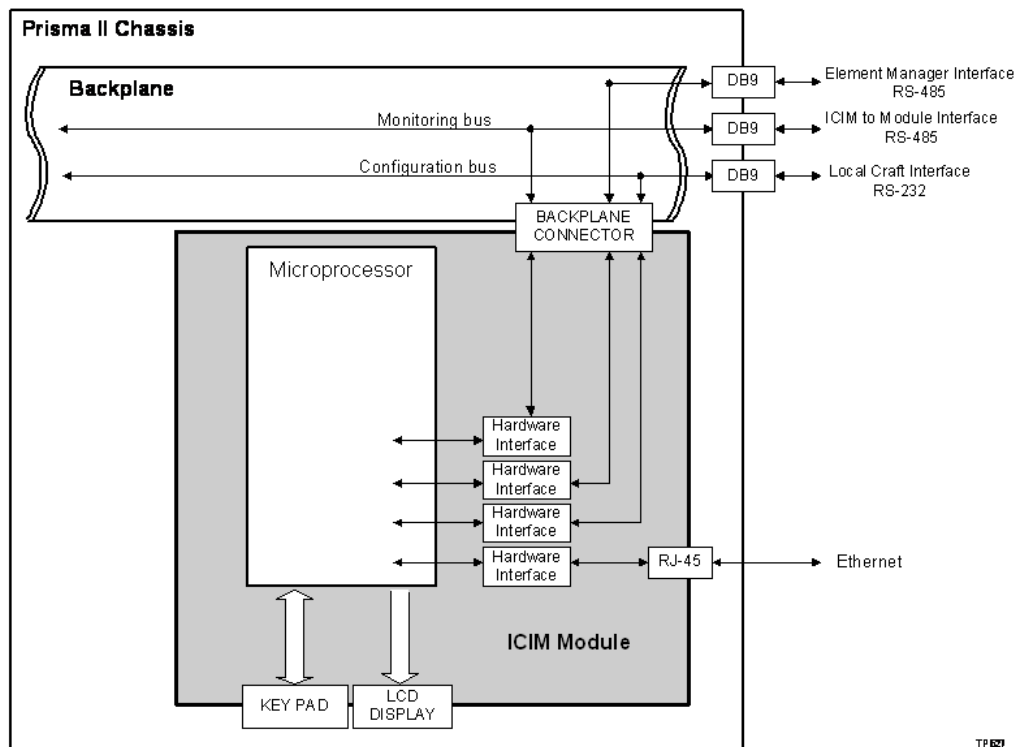 Prisma II Chassis
Backplane
Monitoring bus
Configuration bus
DB9
Element Manager Interface
RS-485
DB9
ICIM to Module Interface
RS-485
DB9
Local Craft Interface
RS-232
BACKPLANE
CONNECTOR
Microprocessor
Hardware
Interface
Hardware
Interface
Hardware
Interface
Hardware
Interface
RJ-45
Ethernet
ICIM Module
KEY PAD
LCD
DISPLAY